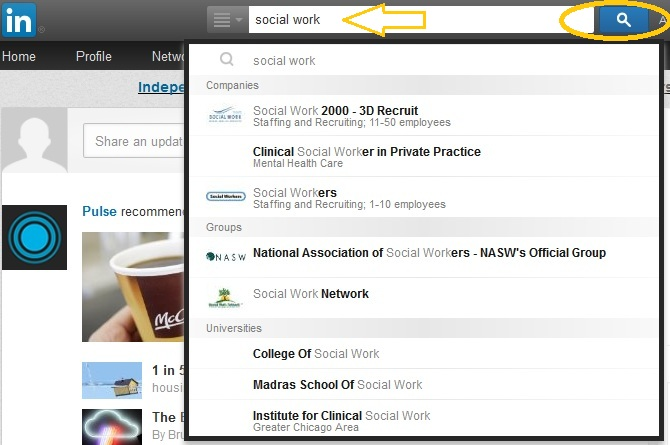 in
social work
A
Home Profile Netw
social work
Indepe
rs
Companies
Share an updat
SOCIAL WORK
Social Work 2000 - 3D Recruit
Staffing and Recruiting; 11-50 employees
Clinical Social Worker in Private Practice
Mental Health Care
Social Workers
Social Workers
Staffing and Recruiting; 1-10 employees
Pulse recommen
Groups
NASW
National Association of Social Workers - NASW's Official Group
Social Work Network
McC
Universities
College Of Social Work
1 in 5
housi
Madras School Of Social Work
The E
By Bru
Institute for Clinical Social Work
Greater Chicago Area